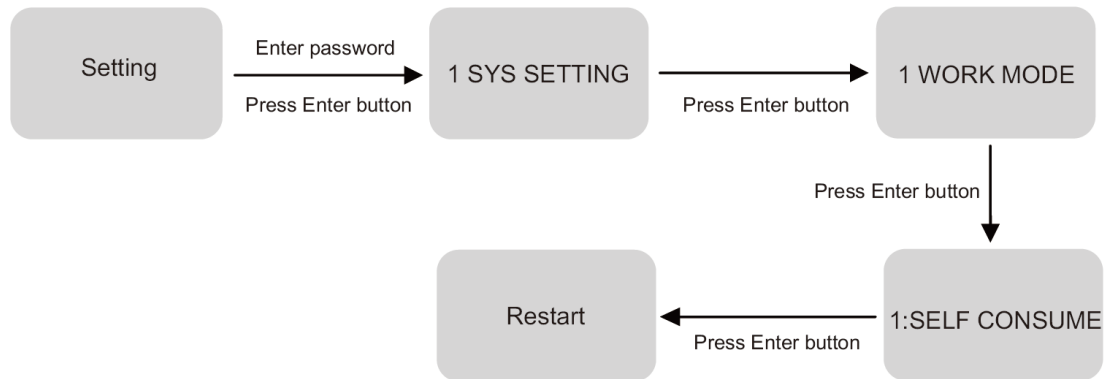 Setting
Enter password
Press Enter button
1 SYS SETTING
Press Enter button
1 WORK MODE
Press Enter button
1:SELF CONSUME
Press Enter button
Restart